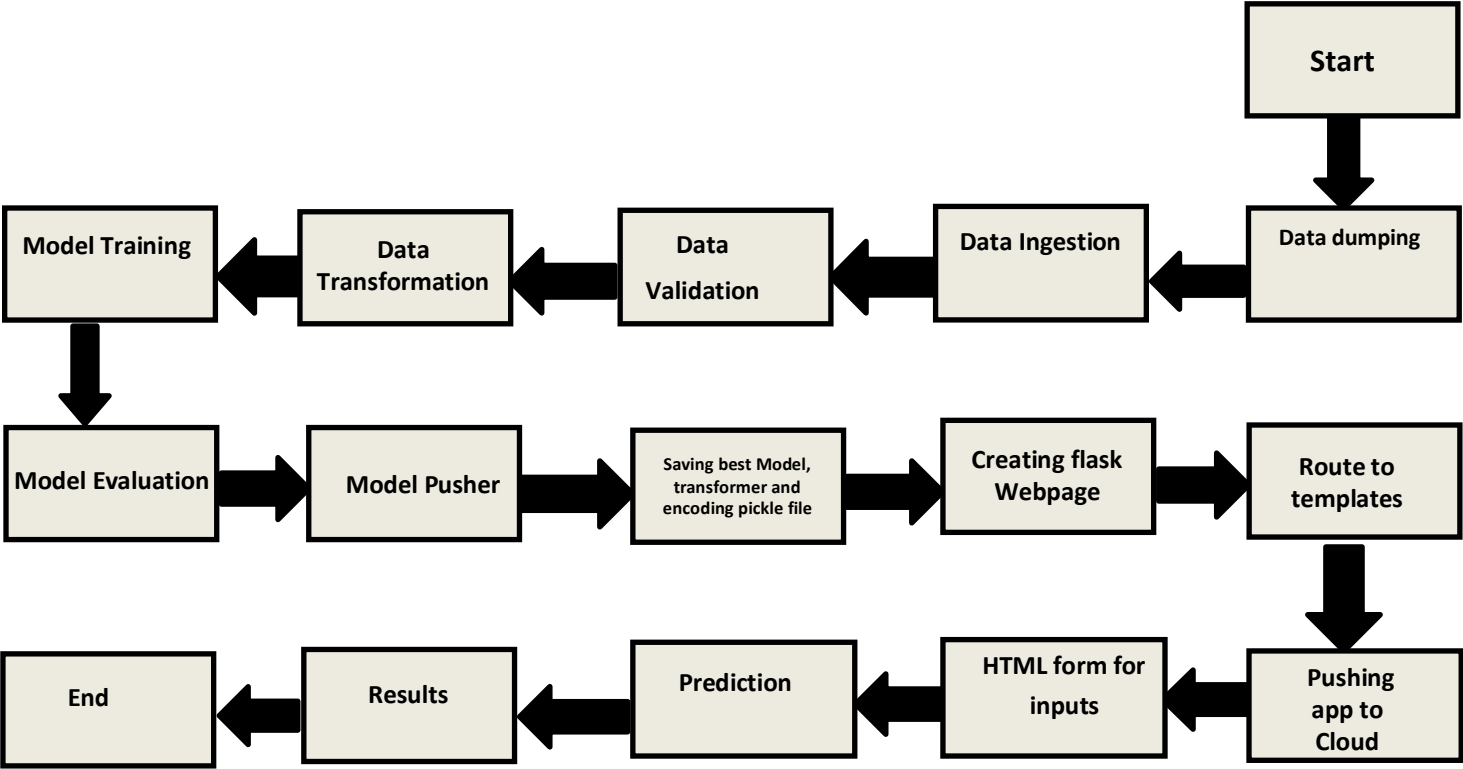 Start
Data dumping
Data Ingestion
Data
Validation
Data
Transformation
Model Training
Model Evaluation
Model Pusher
Saving best Model,
transformer and
encoding pickle file
Creating flask
Webpage
Route to
templates
Pushing
app to
Cloud
HTML form for
inputs
Prediction
Results
End